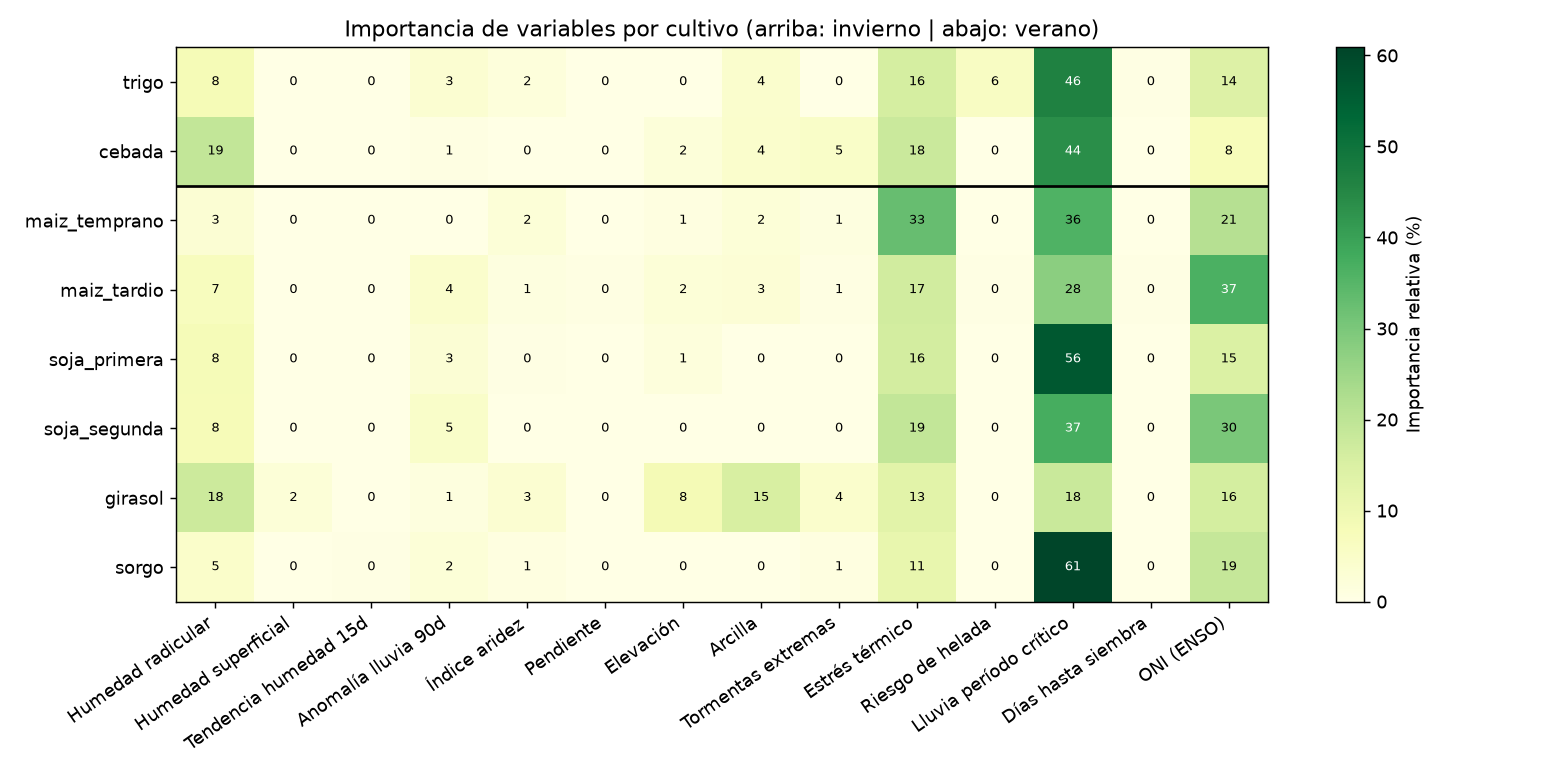 Importancia de variables por cultivo (arriba: invierno | abajo: verano)
trigo 8 0 0 3 2 0 0 4 0 16 6 46 0 14
cebada 19 0 0 1 0 0 2 4 5 18 0 44 0 8
maiz_temprano 3 0 0 0 2 0 1 2 1 33 0 36 0 21
maiz_tardio 7 0 0 4 1 0 2 3 1 17 0 28 0 37
soja_primera 8 0 0 3 0 0 1 0 0 16 0 56 0 15
soja_segunda 8 0 0 5 0 0 0 0 0 19 0 37 0 30
girasol 18 2 0 1 3 0 8 15 4 13 0 18 0 16
sorgo 5 0 0 2 1 0 0 0 1 11 0 61 0 19
Humedad radicular
Humedad superficial
Tendencia humedad 15d
Anomalía lluvia 90d
Índice aridez
Pendiente
Elevación
Arcilla
Tormentas extremas
Estrés térmico
Riesgo de helada
Lluvia período crítico
Días hasta siembra
ONI (ENSO)
60
50
40
30
20
10
0
Importancia relativa (%)